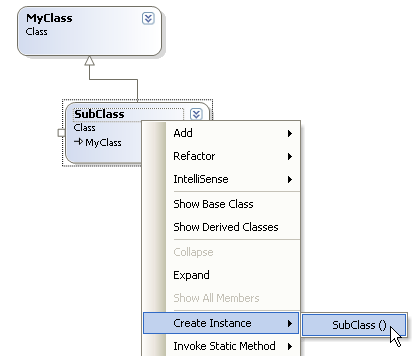 MyClass
Class
SubClass
Class
MyClass
Add
Refactor
IntelliSense
Show Base Class
Show Derived Classes
Collapse
Expand
Show All Members
Create Instance
SubClass ()
Invoke Static Method